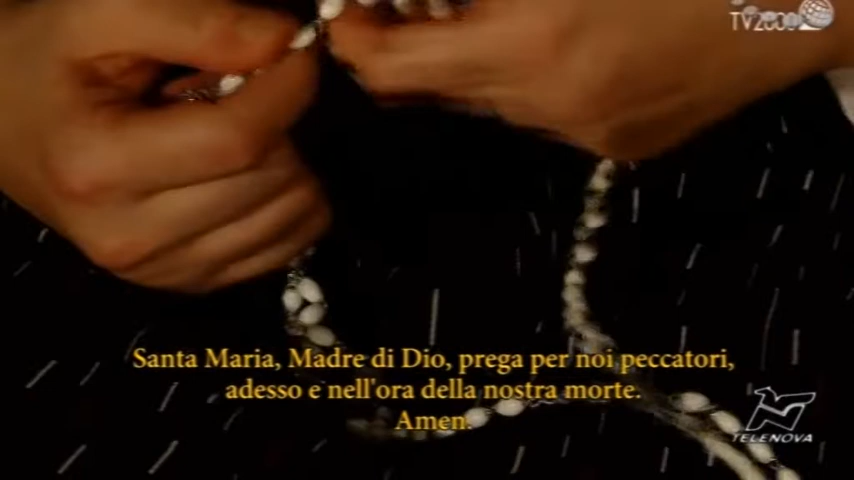 TV2000
Santa Maria, Madre di Dio, prega per noi peccatori,
adesso e nell'ora della nostra morte.
Amen.
TELENOVA